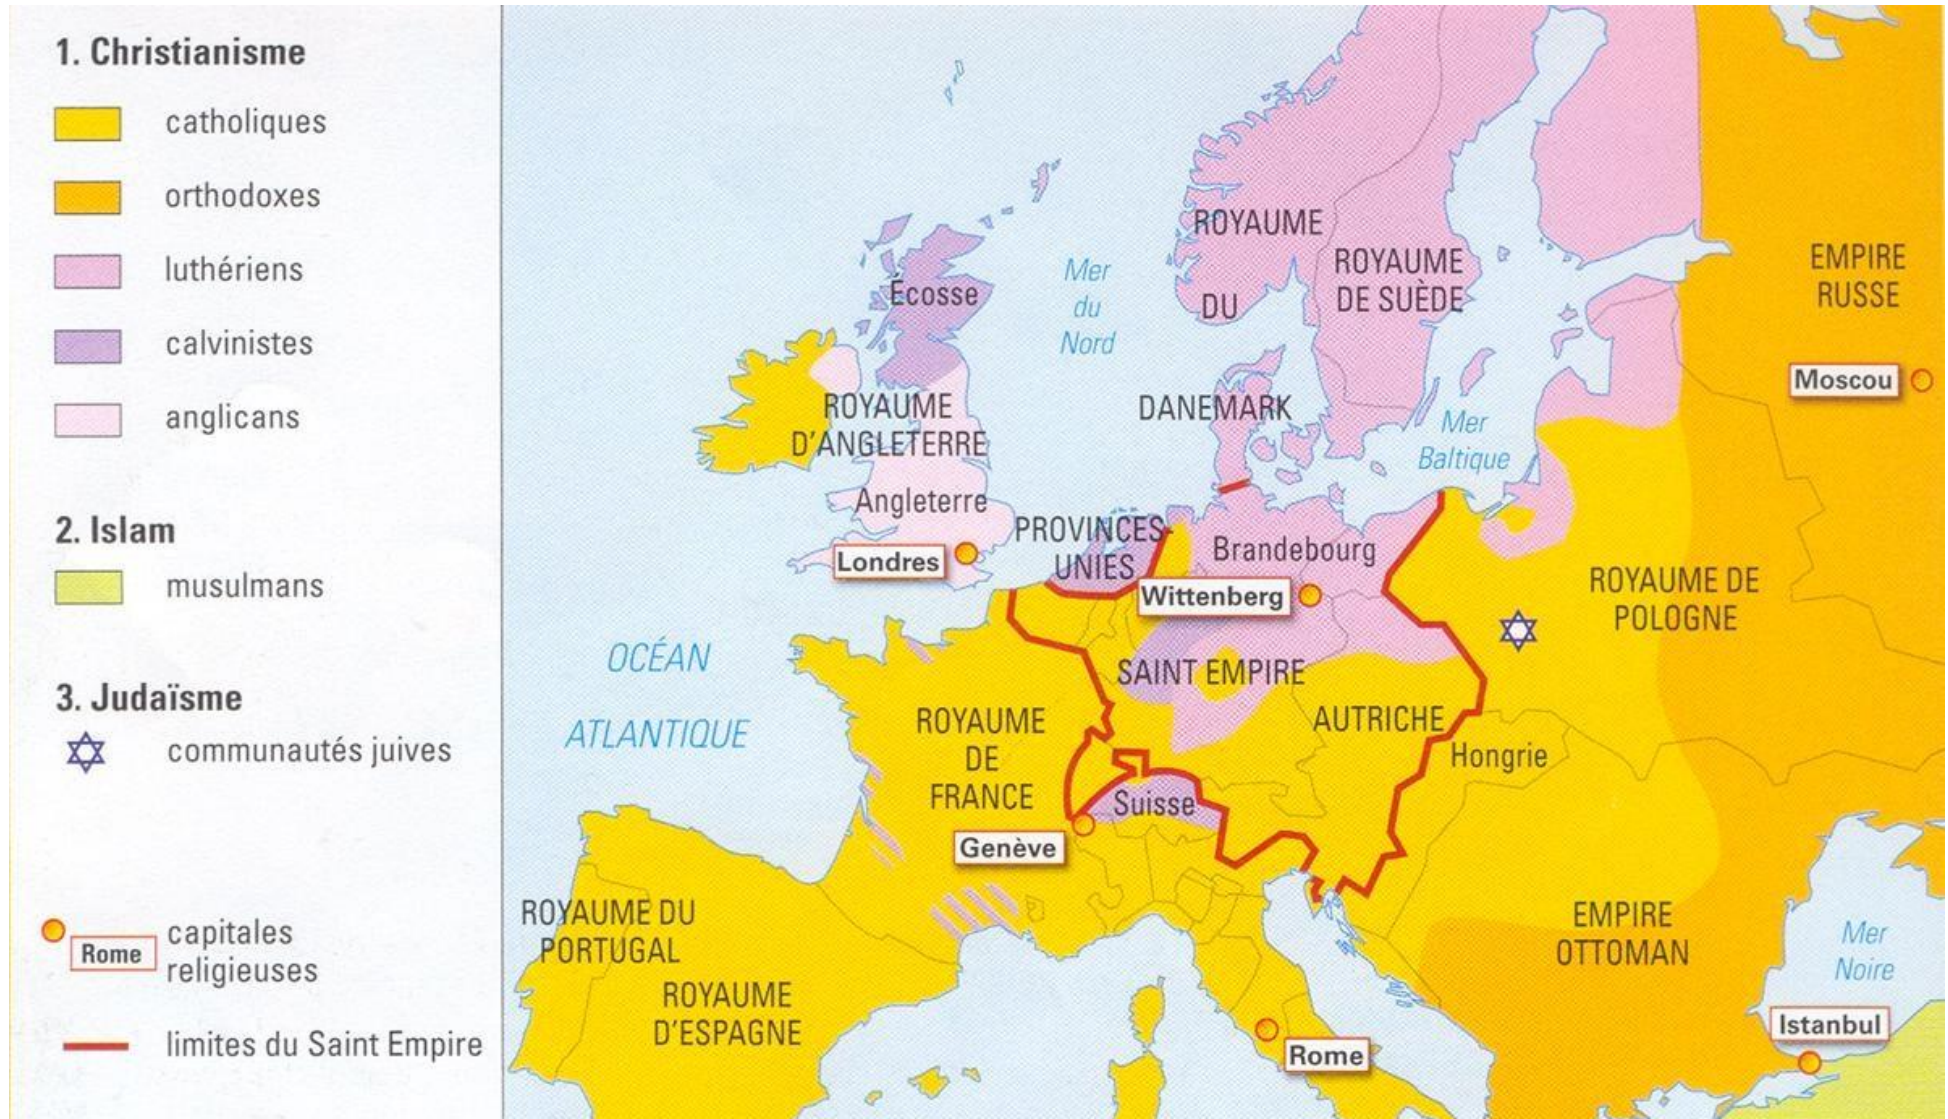 1. Christianisme
catholiques
orthodoxes
luthériens
calvinistes
anglicans
2. Islam
musulmans
3. Judaïsme
communautés juives
Rome
capitales
religieuses
limites du Saint Empire
ROYAUME
DU
DANEMARK
ROYAUME
DE SUÈDE
EMPIRE
RUSSE
Moscou
Écosse
Mer
du
Nord
ROYAUME
D'ANGLETERRE
Angleterre
Londres
Mer
Baltique
PROVINCES-
UNIES
Brandebourg
Wittenberg
ROYAUME DE
POLOGNE
OCÉAN
ATLANTIQUE
SAINT EMPIRE
AUTRICHE
Hongrie
ROYAUME
DE
FRANCE
Suisse
Genève
ROYAUME DU
PORTUGAL
ROYAUME
D'ESPAGNE
EMPIRE
OTTOMAN
Mer
Noire
Istanbul
Rome